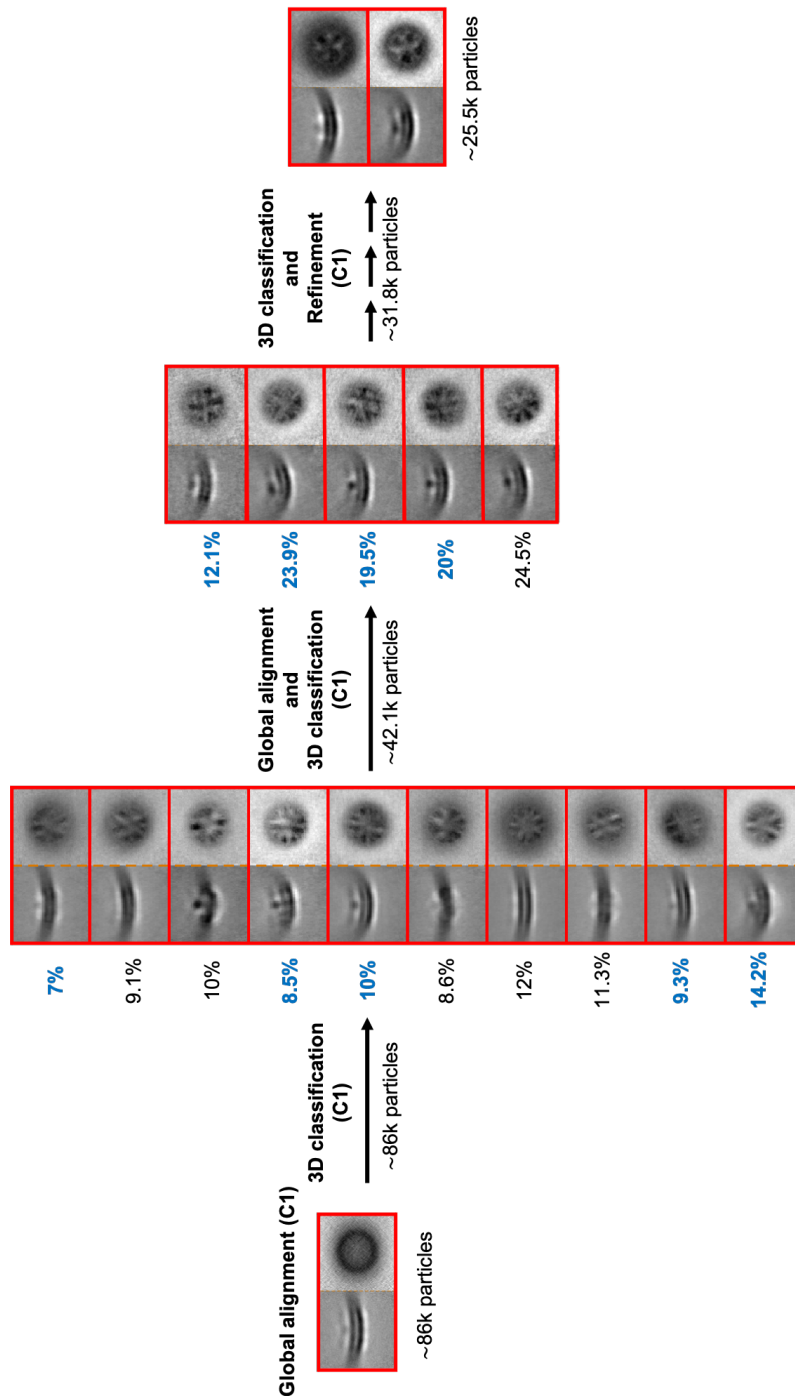 Global alignment (C1)
~86k particles
3D classification
(C1)
~86k particles
7%
9.1%
10%
8.5%
10%
8.6%
12%
11.3%
9.3%
14.2%
Global alignment
and
3D classification
(C1)
~42.1k particles
12.1%
23.9%
19.5%
20%
24.5%
3D classification
and
Refinement
(C1)
~31.8k particles
~25.5k particles